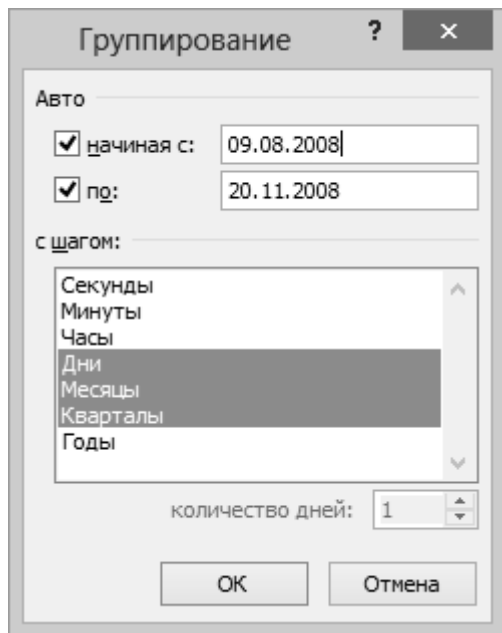 Группирование ? ×
Авто
начиная с: 09.08.2008
по: 20.11.2008
с шагом:
Секунды
Минуты
Часы
Дни
Месяцы
Кварталы
Годы
количество дней: 1
ОК Отмена